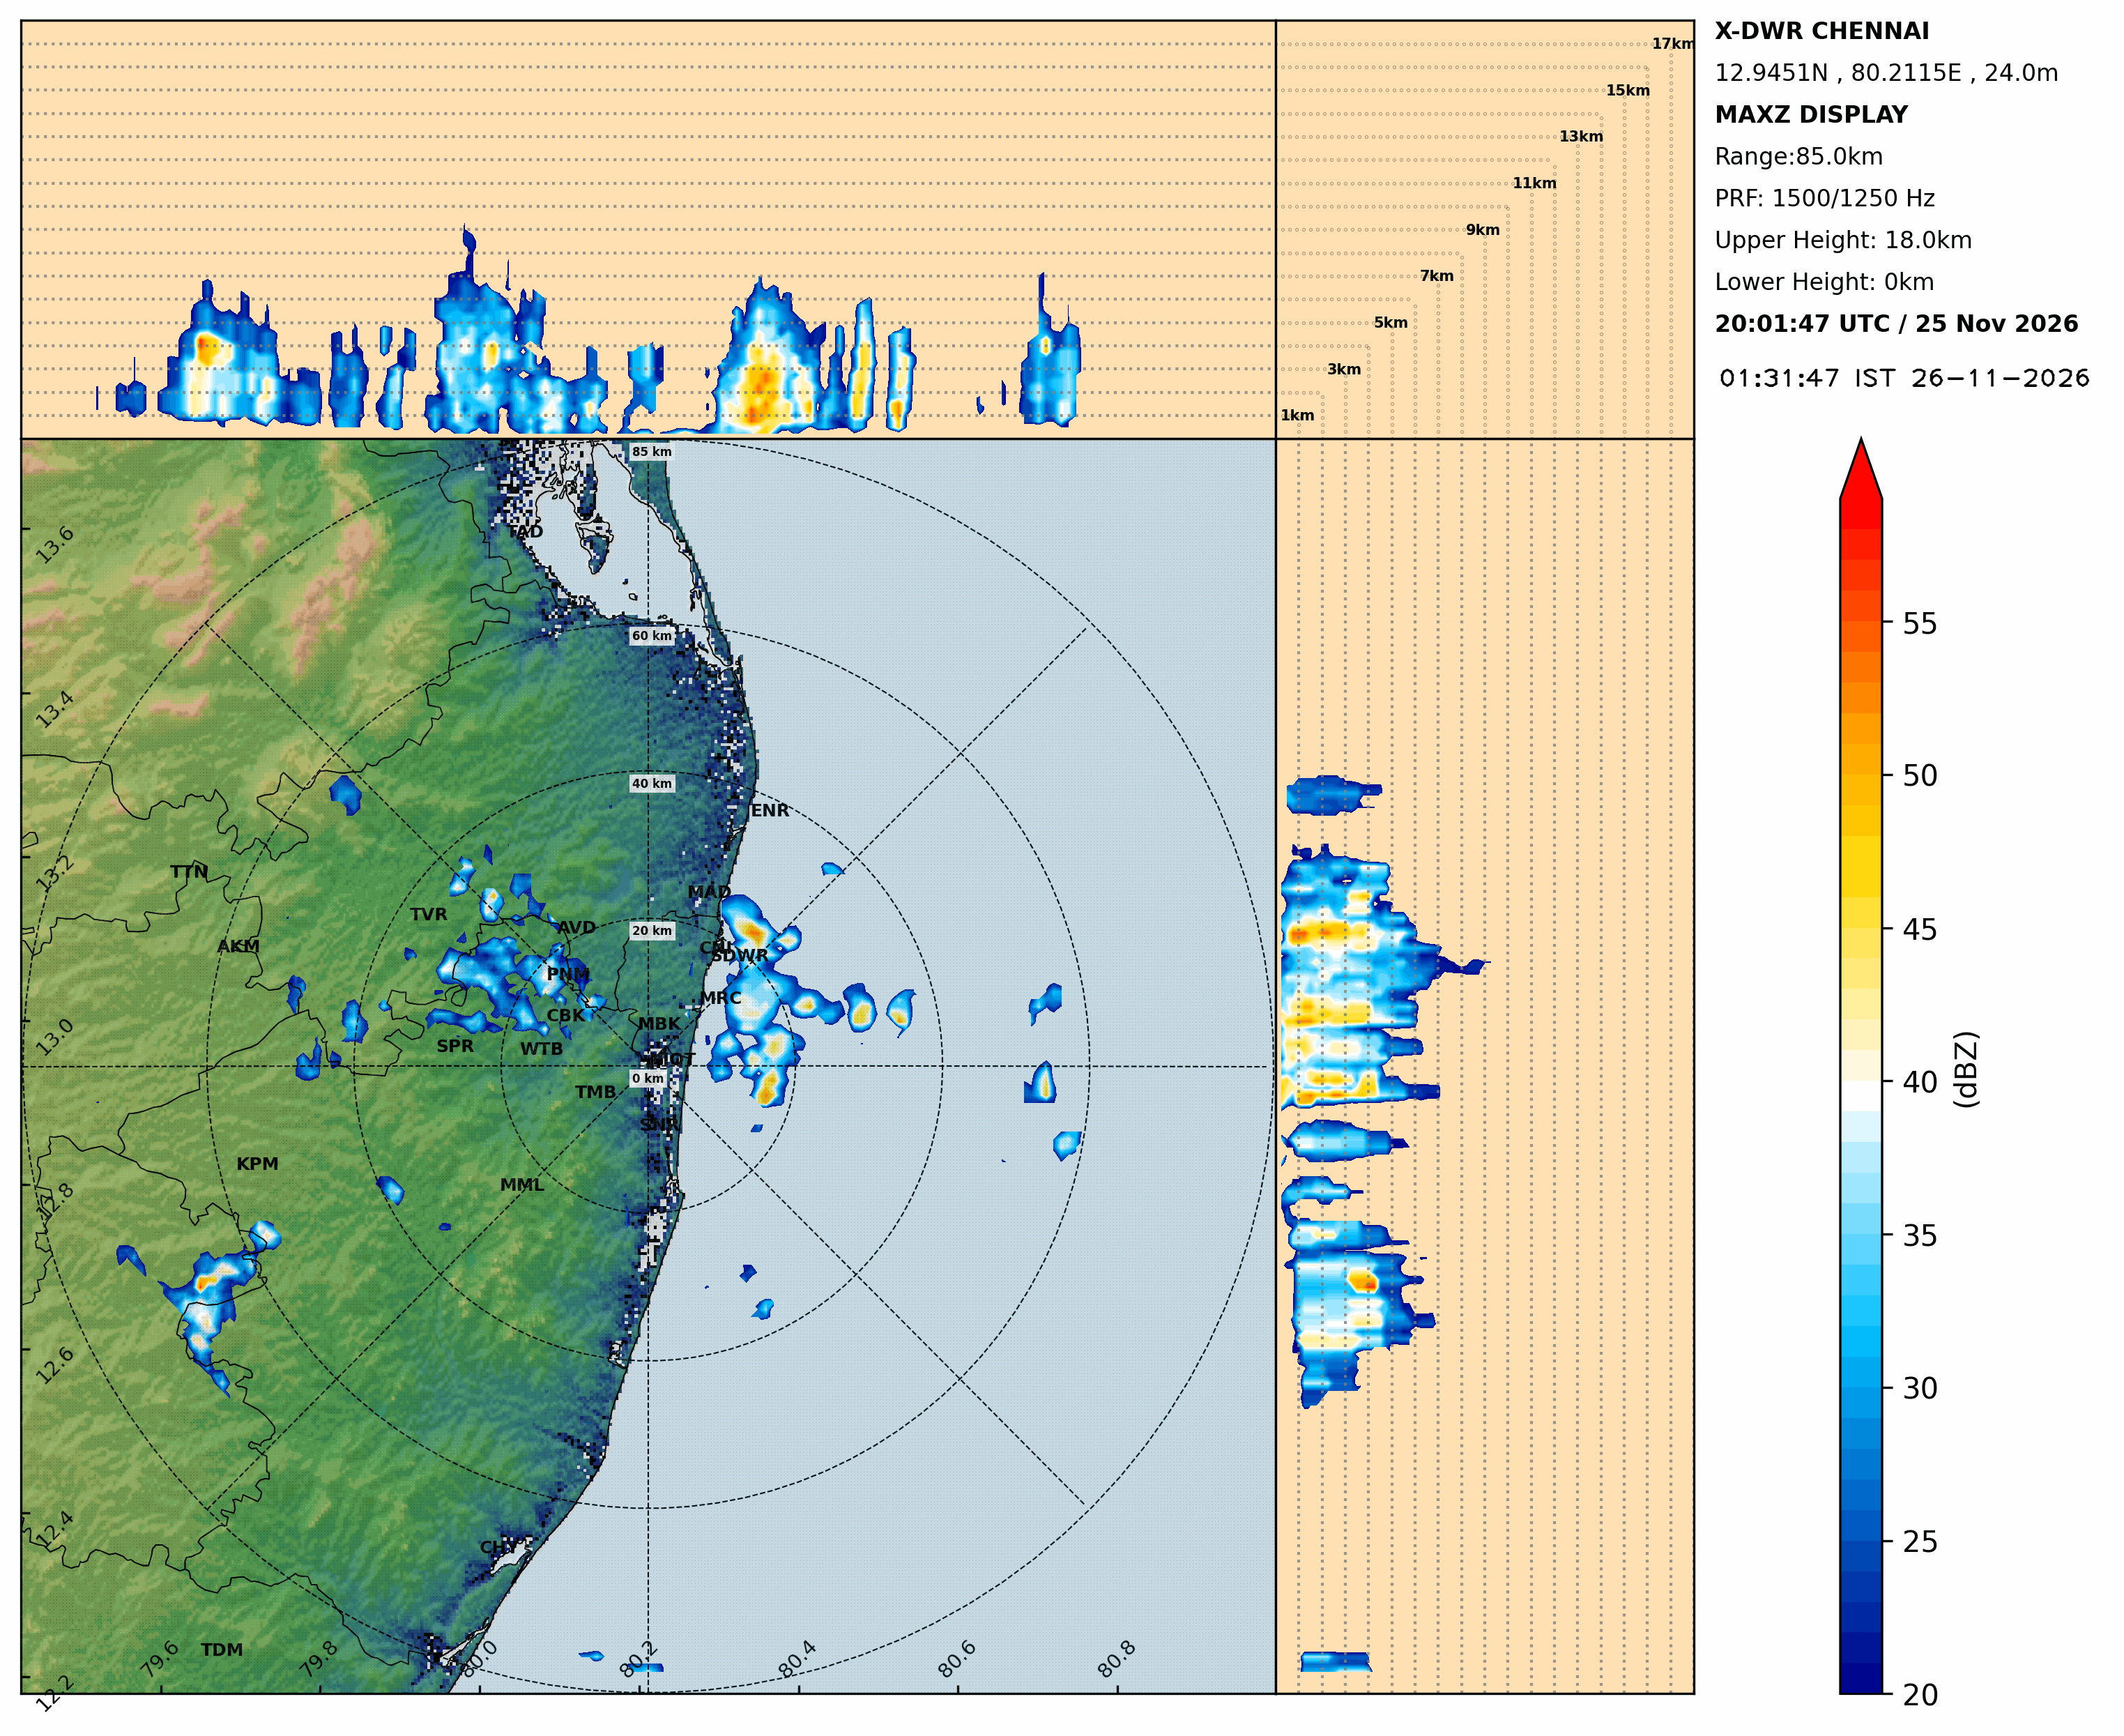 17km
15km
13km
11km
9km
7km
5km
3km
1km
X-DWR CHENNAI
12.9451N , 80.2115E , 24.0m
MAXZ DISPLAY
Range:85.0km
PRF: 1500/1250 Hz
Upper Height: 18.0km
Lower Height: 0km
20:01:47 UTC / 25 Nov 2026
01:31:47 IST 26-11-2026
85 km
TAD
13.6
60 km
13.4
40 km
ENR
13.2
TTN
MAD
TVR
AVD
20 km
AKM
SDWR
PNM
MRC
CBK
MBK
13.0
SPR
WTB
0 km
TMB
SNR
KPM
MML
12.8
12.6
12.4
CHY
TDM
12.2
79.6
79.8
80.0
80.2
80.4
80.6
80.8
55
50
45
40
35
30
25
20
(dBZ)